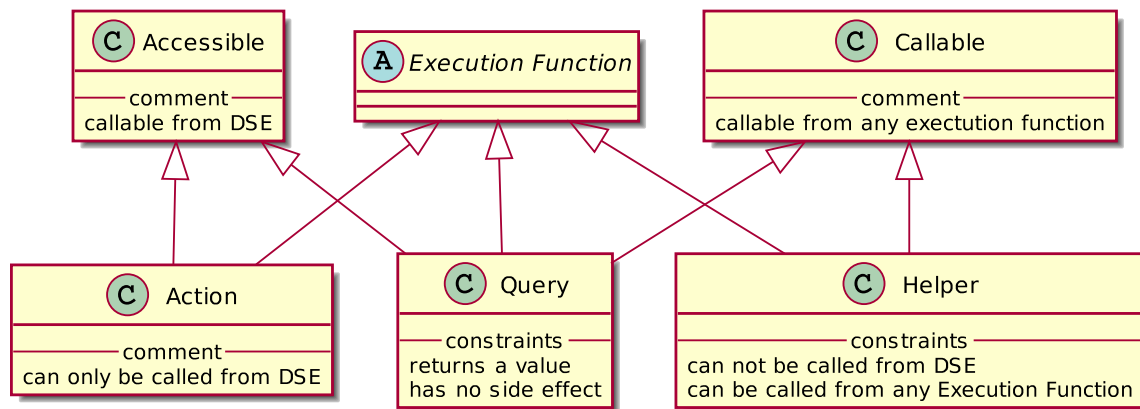 C Accessible
comment
callable from DSE
A Execution Function
C Callable
comment
callable from any exectution function
C Action
comment
can only be called from DSE
C Query
constraints
returns a value
has no side effect
C Helper
constraints
can not be called from DSE
can be called from any Execution Function